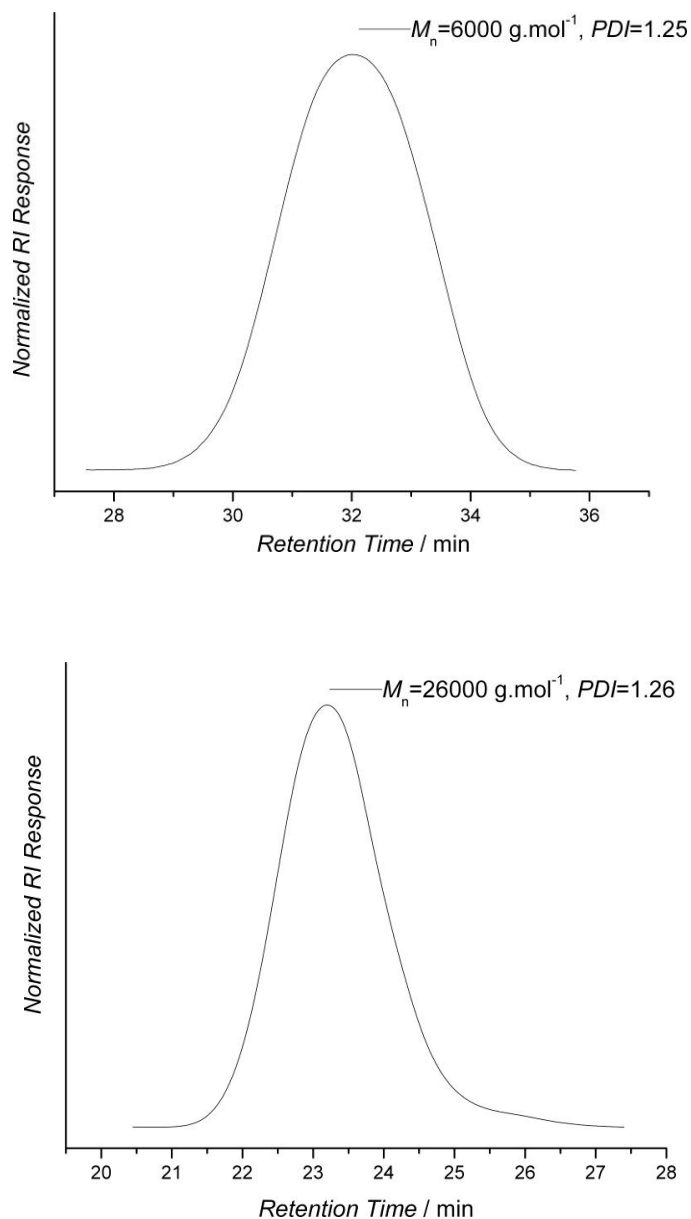 Mn=6000 g.mol-1, PDI=1.25
Normalized RI Response
28 30 32 34 36
Retention Time / min
Mn=26000 g.mol-1, PDI=1.26
Normalized RI Response
20 21 22 23 24 25 26 27 28
Retention Time / min